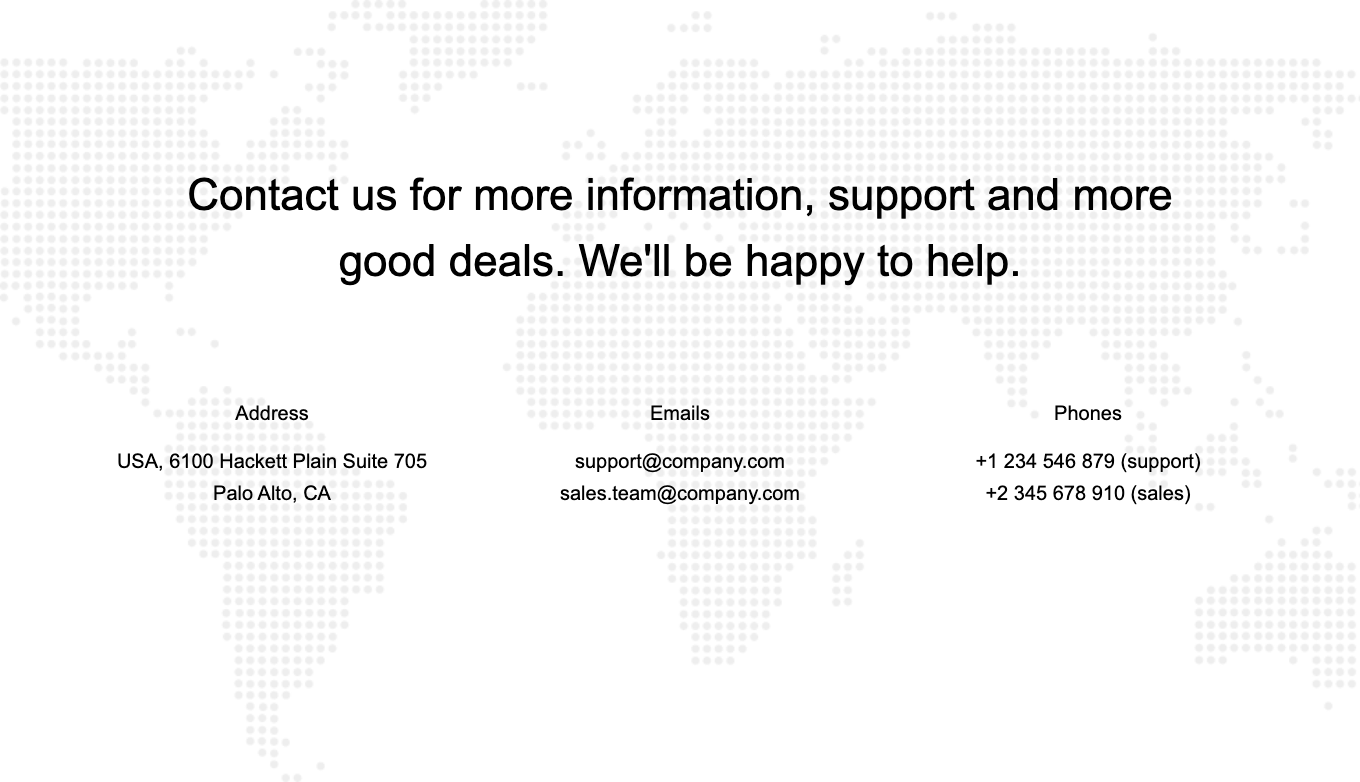 Contact us for more information, support and more
good deals. We'll be happy to help.
Address
USA, 6100 Hackett Plain Suite 705
Palo Alto, CA
Emails
support@company.com
sales.team@company.com
Phones
+1 234 546 879 (support)
+2 345 678 910 (sales)